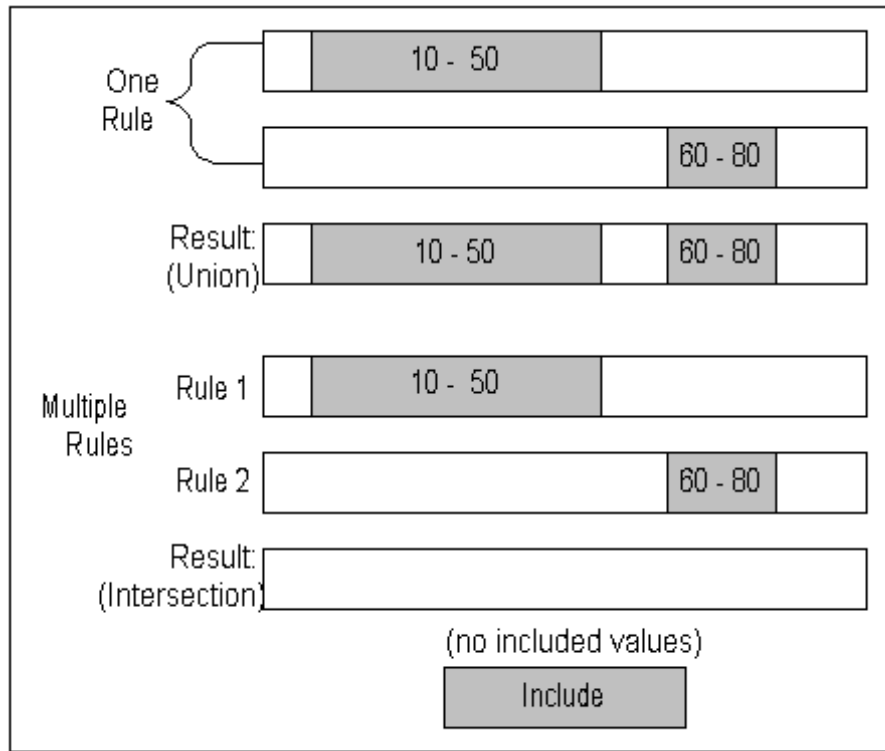 10 - 50
One
Rule
60 - 80
Result:
(Union)
10 - 50
60 - 80
Multiple
Rules
Rule 1
10 - 50
Rule 2
60 - 80
Result:
(Intersection)
(no included values)
Include